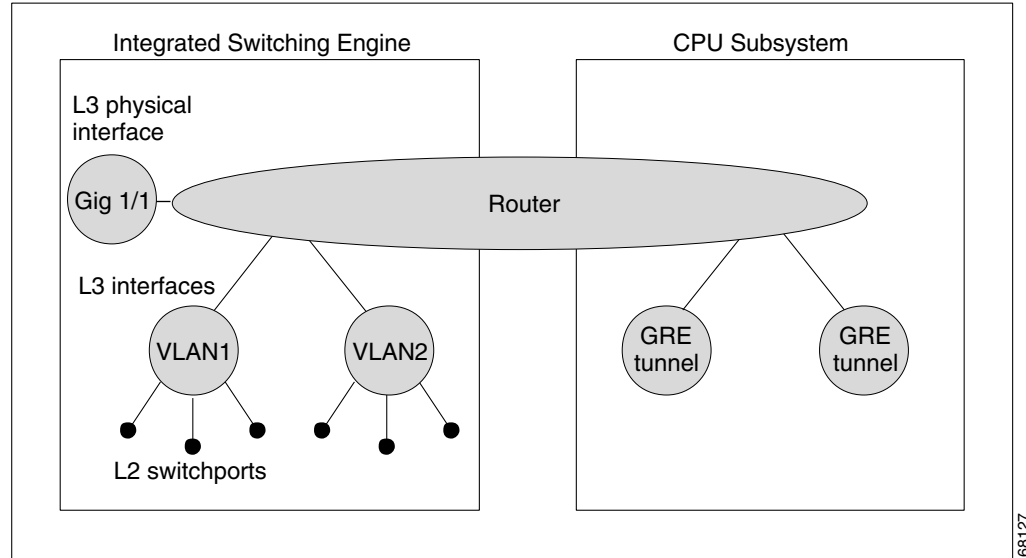 Integrated Switching Engine
CPU Subsystem
L3 physical
interface
Gig 1/1
Router
L3 interfaces
VLAN1
VLAN2
GRE
tunnel
GRE
tunnel
L2 switchports
68127